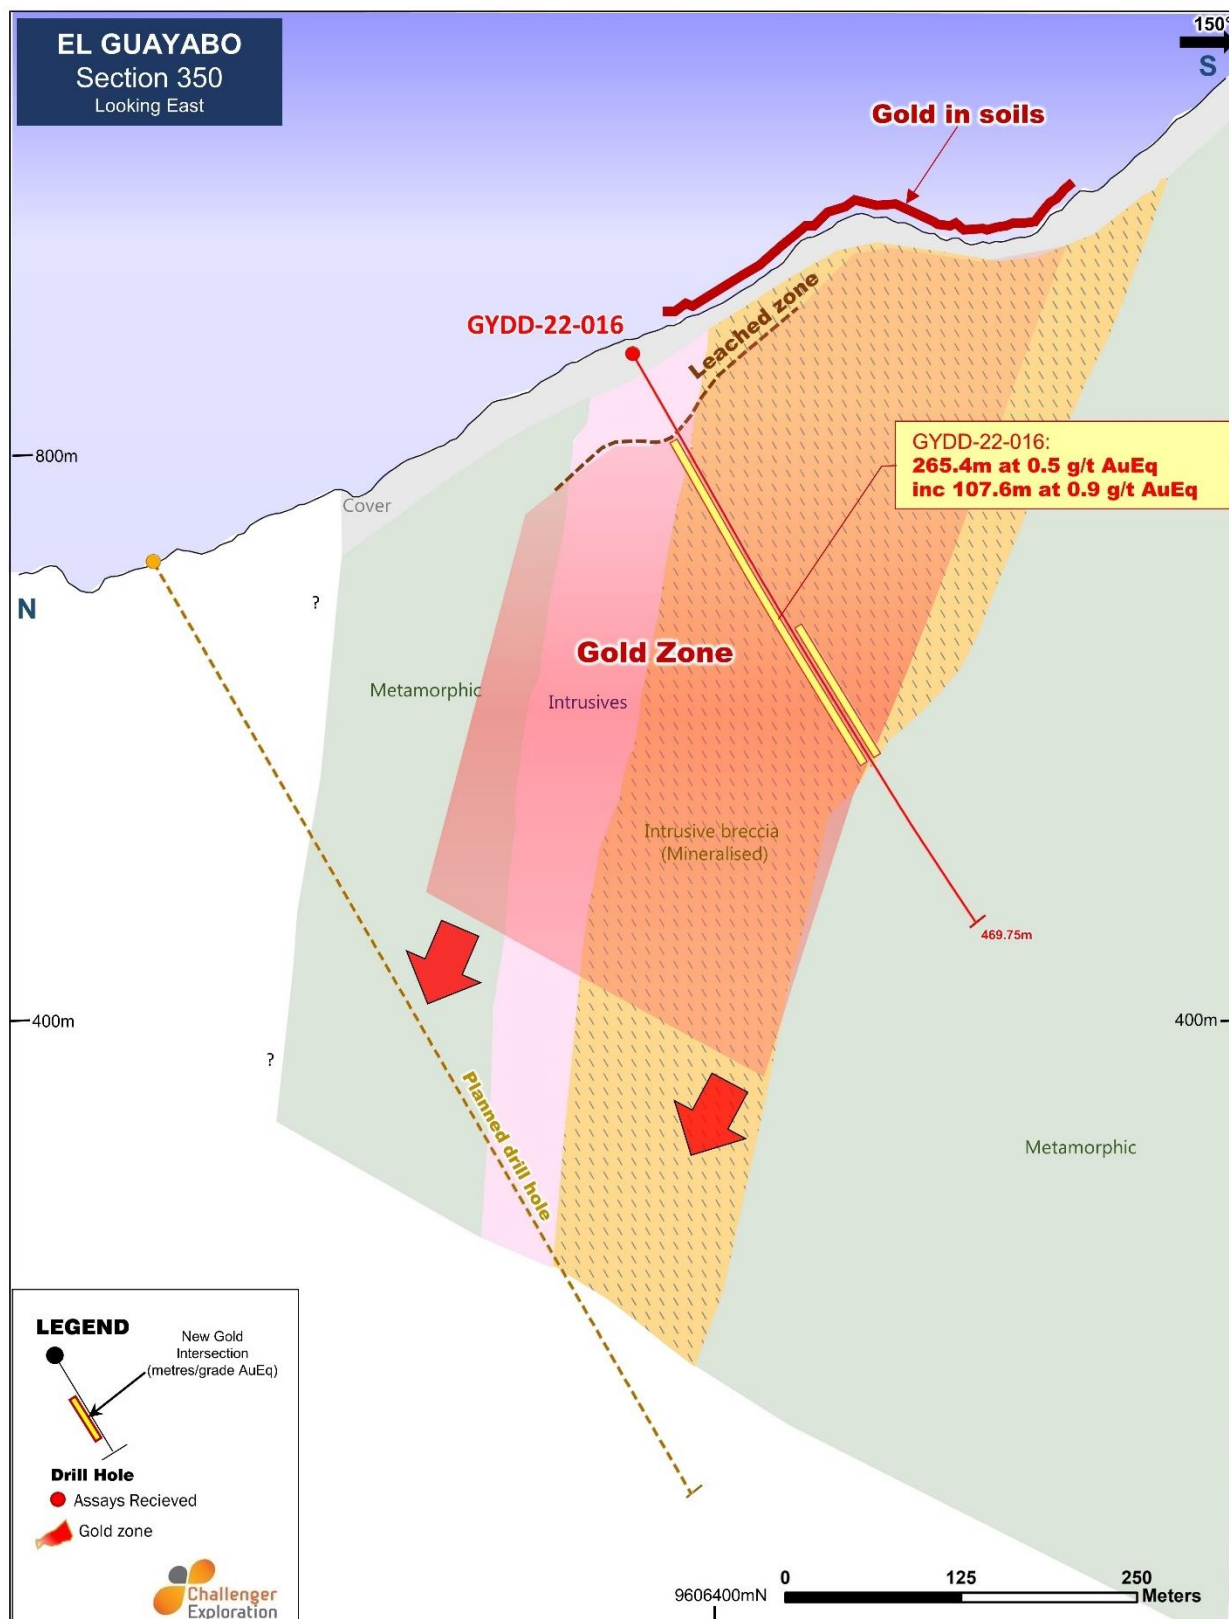 EL GUAYABO
Section 350
Looking East
150°
S
Gold in soils
GYDD-22-016
Leached zone
GYDD-22-016:
265.4m at 0.5 g/t AuEq
inc 107.6m at 0.9 g/t AuEq
800m
Cover
N
?
Gold Zone
Metamorphic
Intrusives
Intrusive breccia
(Mineralised)
469.75m
400m
400m
?
Planned drill hole
Metamorphic
LEGEND
New Gold
Intersection
(metres/grade AuEq)
Drill Hole
Assays Recieved
Gold zone
Challenger
Exploration
9606400mN
0
125
250
Meters